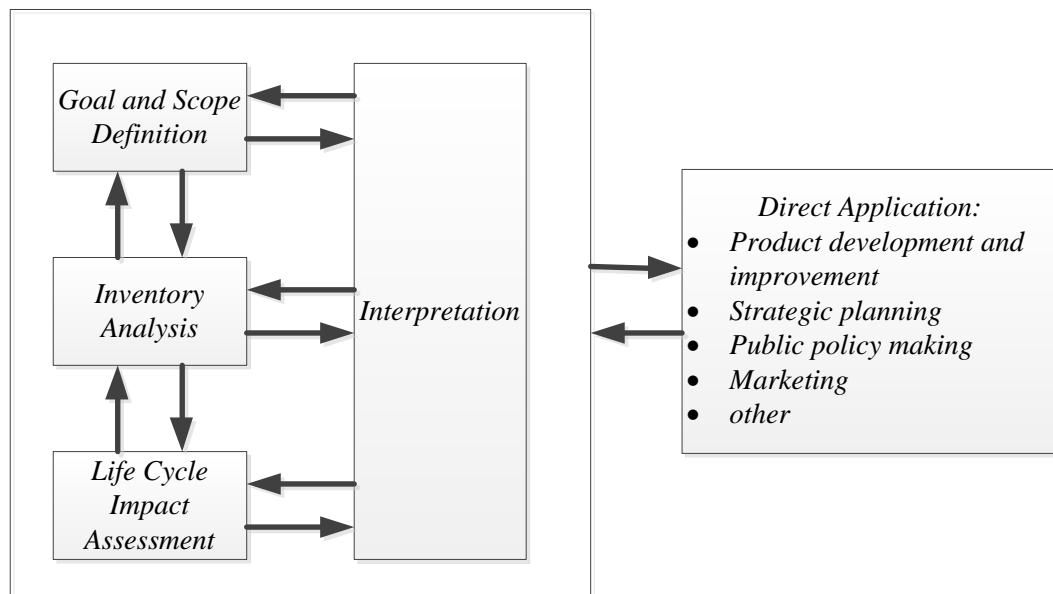 Goal and Scope
Definition
Inventory
Analysis
Life Cycle
Impact
Assessment
Interpretation
Direct Application:
• Product development and
improvement
• Strategic planning
• Public policy making
• Marketing
• other